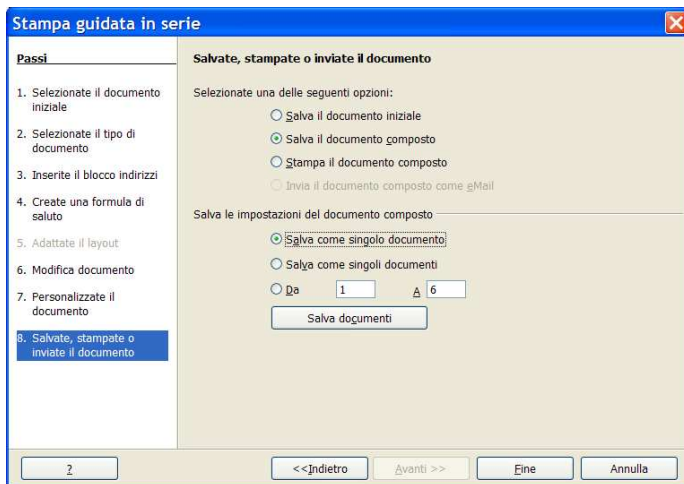 Stampa guidata in serie
Passi
1. Selezionate il documento
iniziale
2. Selezionate il tipo di
documento
3. Inserite il blocco indirizzi
4. Create una formula di
saluto
5. Adattate il layout
6. Modifica documento
7. Personalizzate il
documento
8. Salvate, stampate o
inviate il documento
Salvate, stampate o inviate il documento
Selezionate una delle seguenti opzioni:
Salva il documento iniziale
Salva il documento composto
Stampa il documento composto
Invia il documento composto come eMail
Salva le impostazioni del documento composto
Salva come singolo documento
Salva come singoli documenti
Da 1 A 6
Salva documenti
? <<Indietro Avanti >> Fine Annulla